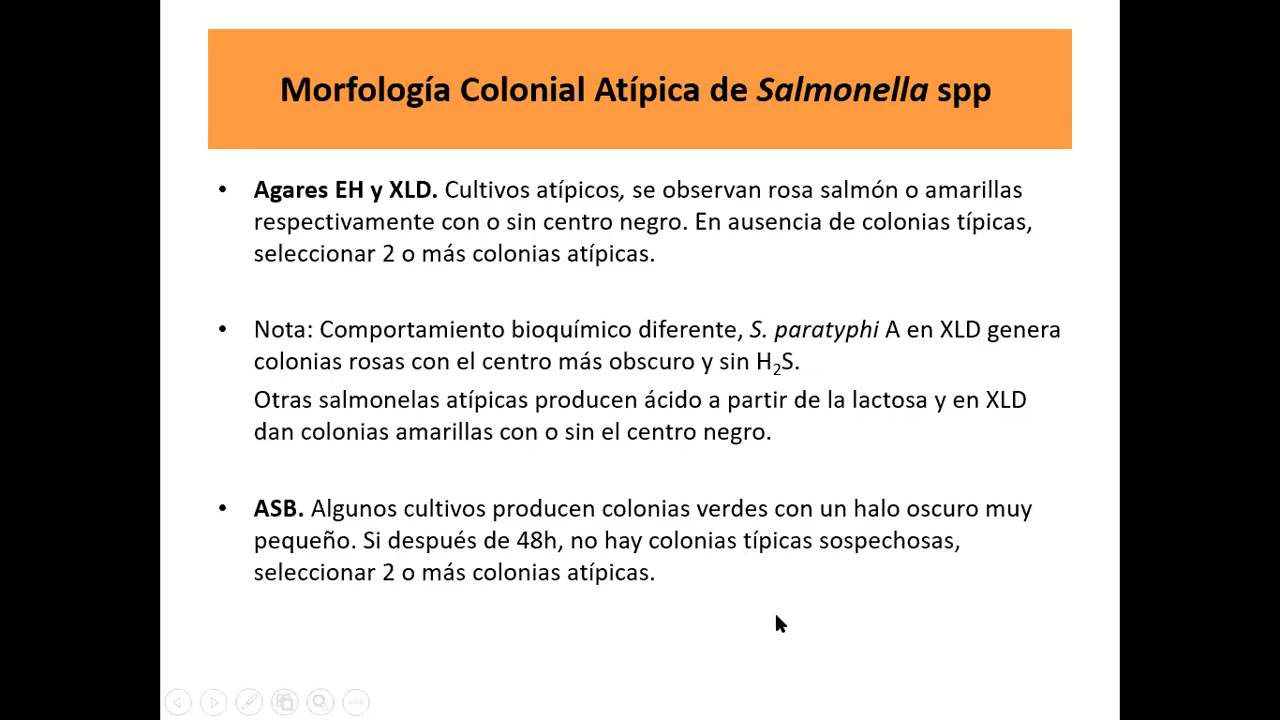 Morfología Colonial Atípica de Salmonella spp
• Agares EH y XLD. Cultivos atípicos, se observan rosa salmón o amarillas
respectivamente con o sin centro negro. En ausencia de colonias típicas,
seleccionar 2 o más colonias atípicas.
• Nota: Comportamiento bioquímico diferente, S. paratyphi A en XLD genera
colonias rosas con el centro más obscuro y sin H₂S.
Otras salmonelas atípicas producen ácido a partir de la lactosa y en XLD
dan colonias amarillas con o sin el centro negro.
• ASB. Algunos cultivos producen colonias verdes con un halo oscuro muy
pequeño. Si después de 48h, no hay colonias típicas sospechosas,
seleccionar 2 o más colonias atípicas.